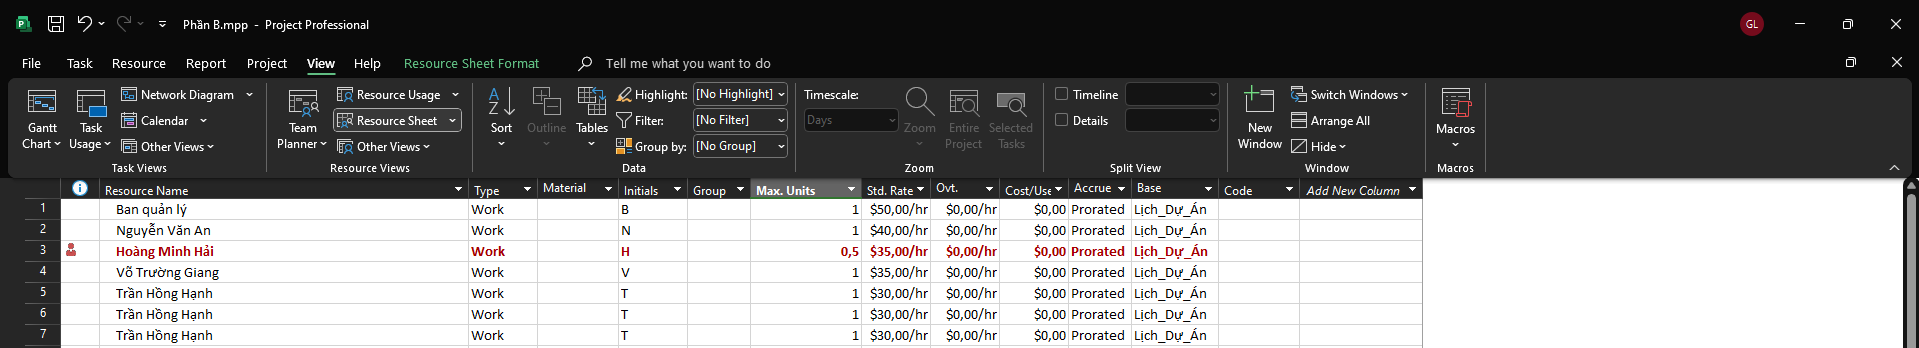 Phần B.mpp - Project Professional
GL
File Task Resource Report Project View Help Resource Sheet Format Tell me what you want to do
Gantt Chart
Task Usage
Network Diagram
Calendar
Other Views
Task Views
Team Planner
Resource Usage
Resource Sheet
Other Views
Resource Views
A Z
Sort
Outline
Tables
Highlight: [No Highlight]
Filter: [No Filter]
Group by: [No Group]
Data
Timescale:
Days
Zoom
Entire Project
Selected Tasks
Zoom
Timeline
Details
Split View
New Window
Switch Windows
Arrange All
Hide
Window
Macros
Macros
Resource Name Type Material Initials Group Max. Units Std. Rate Ovt. Cost/Use Accrue Base Code Add New Column
1 Ban quản lý Work B 1 $50,00/hr $0,00/hr $0,00 Prorated Lịch_Dự_Án
2 Nguyễn Văn An Work N 1 $40,00/hr $0,00/hr $0,00 Prorated Lịch_Dự_Án
3 Hoàng Minh Hải Work H 0,5 $35,00/hr $0,00/hr $0,00 Prorated Lịch_Dự_Án
4 Võ Trường Giang Work V 1 $35,00/hr $0,00/hr $0,00 Prorated Lịch_Dự_Án
5 Trần Hồng Hạnh Work T 1 $30,00/hr $0,00/hr $0,00 Prorated Lịch_Dự_Án
6 Trần Hồng Hạnh Work T 1 $30,00/hr $0,00/hr $0,00 Prorated Lịch_Dự_Án
7 Trần Hồng Hạnh Work T 1 $30,00/hr $0,00/hr $0,00 Prorated Lịch_Dự_Án